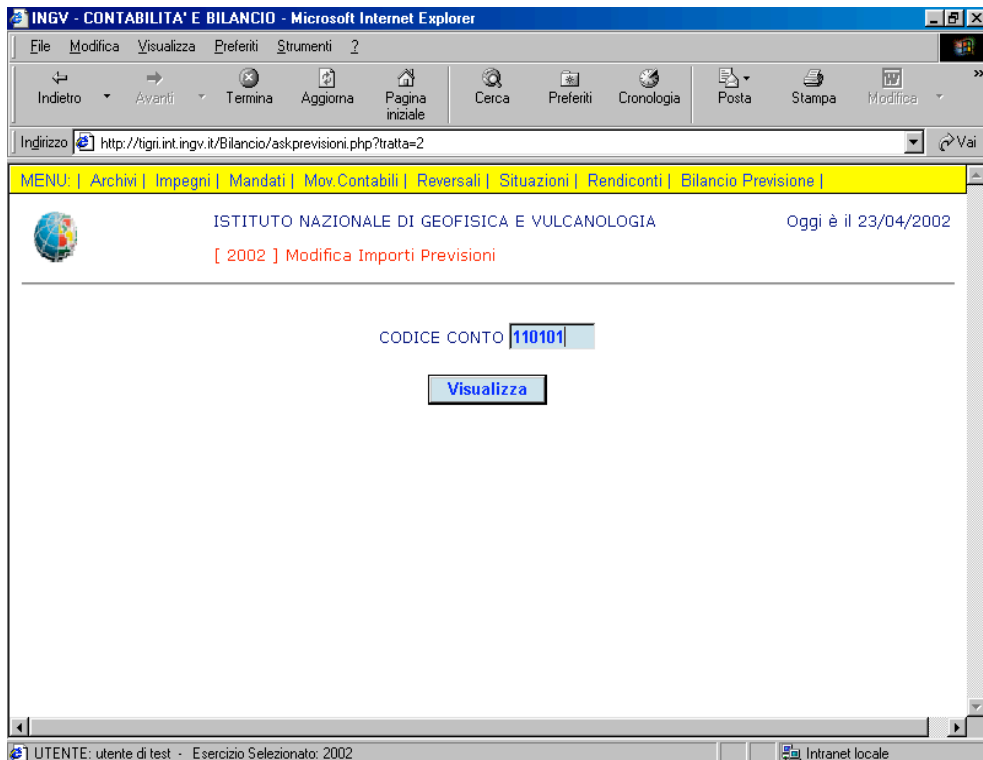 INGV - CONTABILITA' E BILANCIO - Microsoft Internet Explorer
File Modifica Visualizza Preferiti Strumenti ?
Indietro Avanti Termina Aggiorna Pagina iniziale Cerca Preferiti Cronologia Posta Stampa Modifica »
Indirizzo http://tigri.int.ingv.it/Bilancio/askprevisioni.php?tratta=2 Vai
MENU: | Archivi | Impegni | Mandati | Mov.Contabili | Reversali | Situazioni | Rendiconti | Bilancio Previsione |
ISTITUTO NAZIONALE DI GEOFISICA E VULCANOLOGIA Oggi è il 23/04/2002
[ 2002 ] Modifica Importi Previsioni
CODICE CONTO 110101
Visualizza
UTENTE: utente di test - Esercizio Selezionato: 2002 Intranet locale